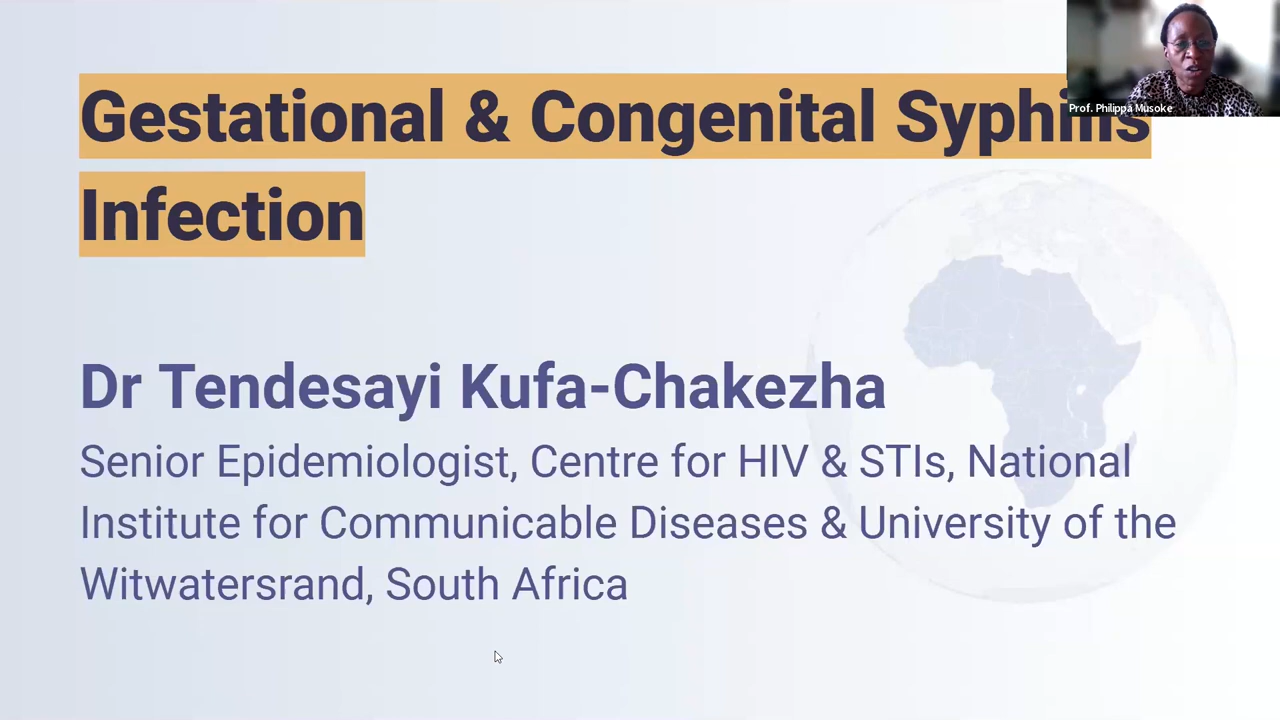 Gestational & Congenital Syphilis
Infection
Prof. Philippa Musoke
Dr Tendesayi Kufa-Chakezha
Senior Epidemiologist, Centre for HIV & STIs, National
Institute for Communicable Diseases & University of the
Witwatersrand, South Africa